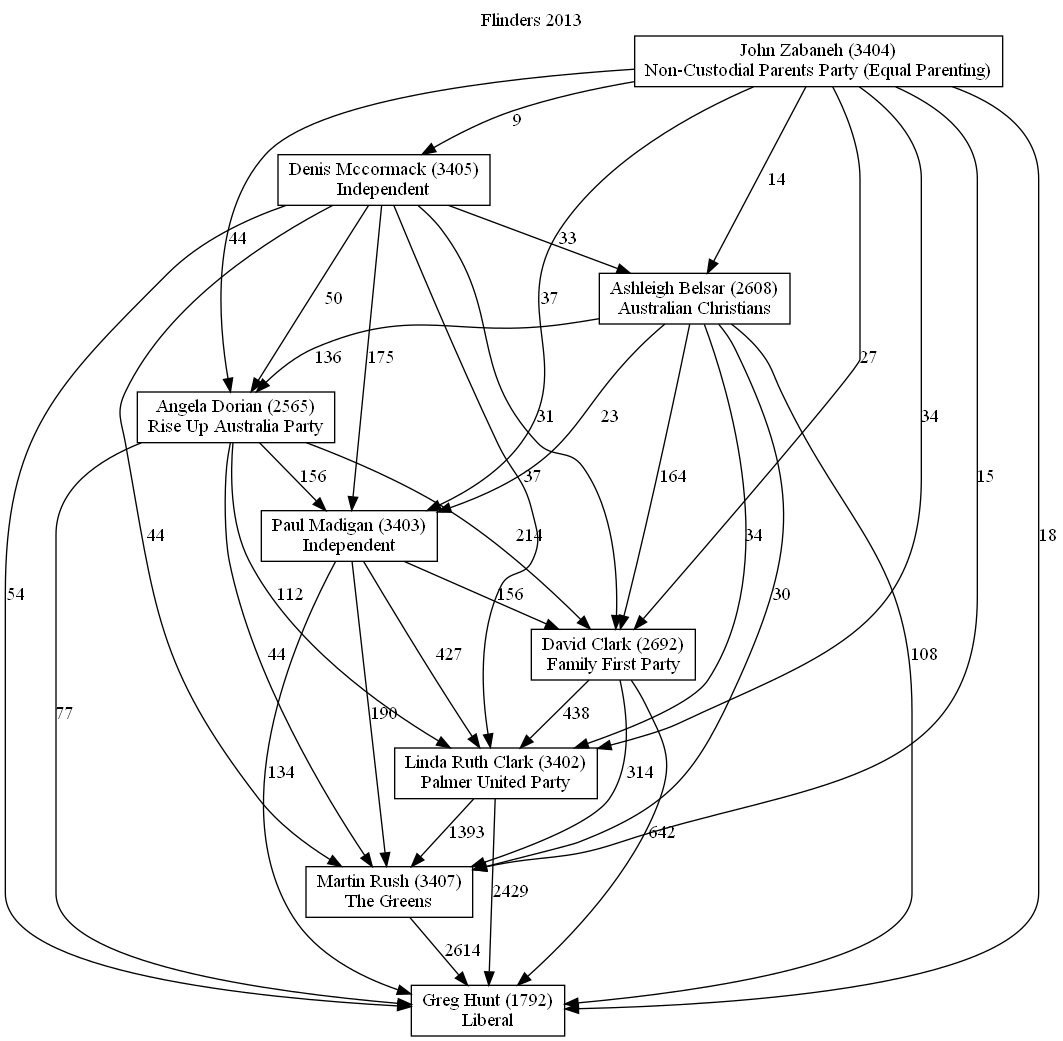 Flinders 2013
John Zabaneh (3404)
Non-Custodial Parents Party (Equal Parenting)
9
Denis Mccormack (3405)
Independent
14
44
33
Ashleigh Belsar (2608)
Australian Christians
50
37
136
175
27
Angela Dorian (2565)
Rise Up Australia Party
31
23
34
156
37
164
15
Paul Madigan (3403)
Independent
44
214
34
18
54
112
156
30
David Clark (2692)
Family First Party
44
427
108
77
190
438
Linda Ruth Clark (3402)
Palmer United Party
134
314
1393
642
Martin Rush (3407)
The Greens
2429
2614
Greg Hunt (1792)
Liberal